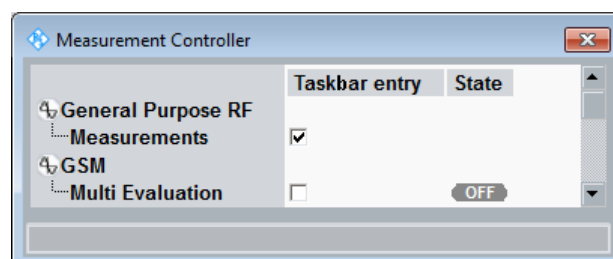 Measurement Controller
Taskbar entry State
General Purpose RF
Measurements
GSM
Multi Evaluation OFF